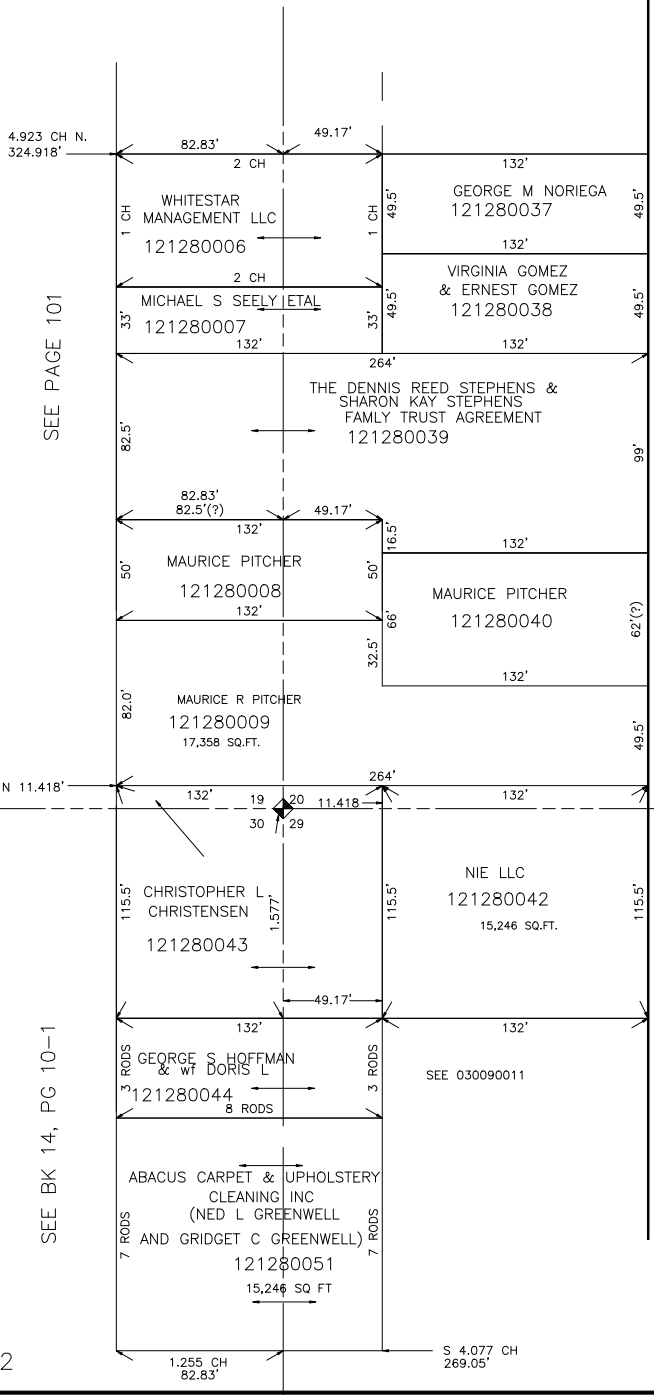 4.923 CH N.
324.918'
82.83'
49.17'
2 CH
132'
WHITESTAR
MANAGEMENT LLC
121280006
1 CH
1 CH
49.5'
GEORGE M NORIEGA
121280037
49.5'
132'
2 CH
MICHAEL S SEELY ETAL
121280007
33'
33'
132'
49.5'
VIRGINIA GOMEZ
& ERNEST GOMEZ
121280038
49.5'
132'
264'
SEE PAGE 101
THE DENNIS REED STEPHENS &
SHARON KAY STEPHENS
FAMLY TRUST AGREEMENT
121280039
82.5'
99'
82.83'
82.5'(?)
49.17'
132'
16.5'
132'
MAURICE PITCHER
121280008
50'
50'
132'
MAURICE PITCHER
121280040
66'
62'(?)
32.5'
132'
MAURICE R PITCHER
121280009
17,358 SQ.FT.
82.0'
49.5'
N 11.418'
264'
132'
19
20
11.418
132'
30
29
CHRISTOPHER L
CHRISTENSEN
121280043
115.5'
1.577'
115.5'
NIE LLC
121280042
15,246 SQ.FT.
115.5'
49.17'
132'
132'
GEORGE S HOFFMAN
& wf DORIS L
121280044
3 RODS
3 RODS
8 RODS
SEE 030090011
SEE BK 14, PG 10-1
ABACUS CARPET & UPHOLSTERY
CLEANING INC
(NED L GREENWELL
AND GRIDGET C GREENWELL)
121280051
15,246 SQ FT
7 RODS
7 RODS
1.255 CH
82.83'
S 4.077 CH
269.05'
2